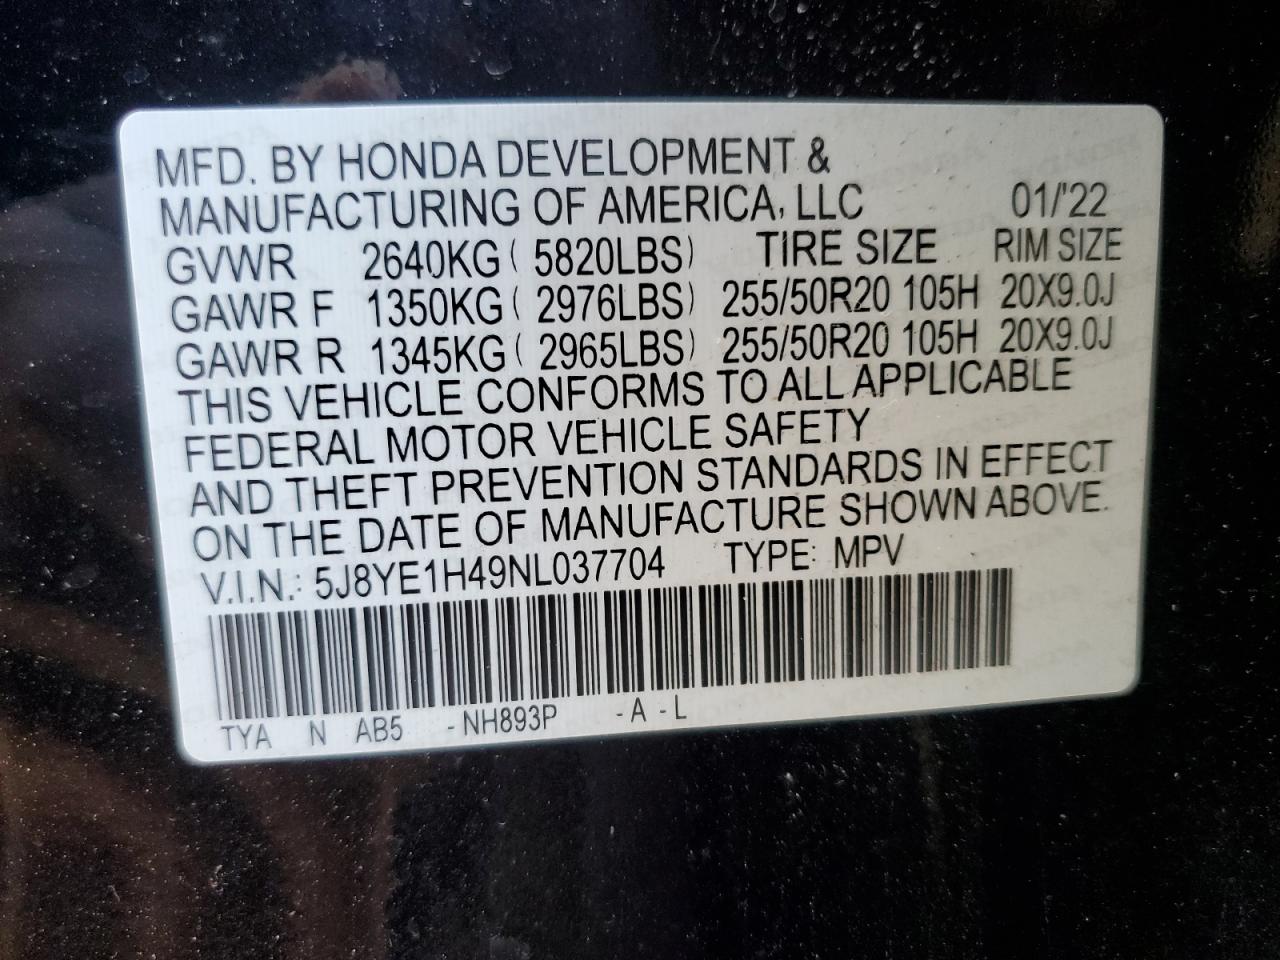 MFD. BY HONDA DEVELOPMENT &
MANUFACTURING OF AMERICA, LLC 01/'22
GVWR 2640KG ( 5820LBS) TIRE SIZE RIM SIZE
GAWR F 1350KG ( 2976LBS) 255/50R20 105H 20X9.0J
GAWR R 1345KG ( 2965LBS) 255/50R20 105H 20X9.0J
THIS VEHICLE CONFORMS TO ALL APPLICABLE
FEDERAL MOTOR VEHICLE SAFETY
AND THEFT PREVENTION STANDARDS IN EFFECT
ON THE DATE OF MANUFACTURE SHOWN ABOVE.
V.I.N.: 5J8YE1H49NL037704 TYPE: MPV
TYA N AB5 -NH893P -A -L